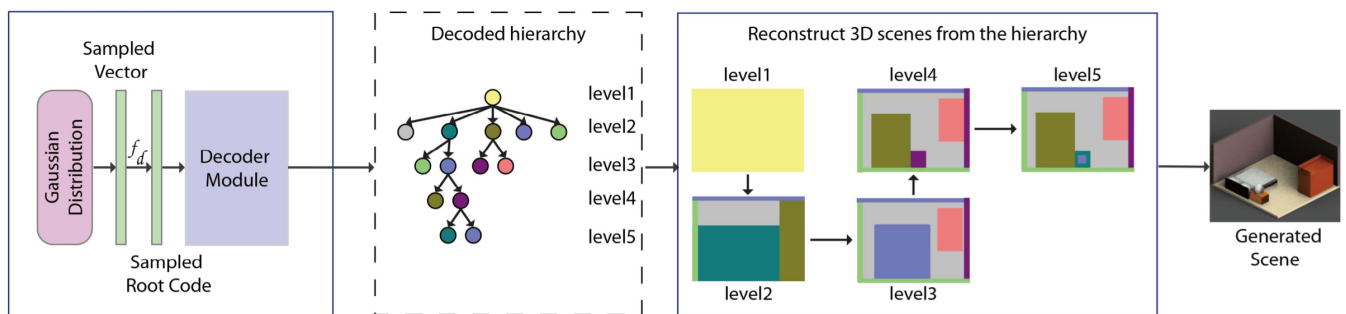 Sampled
Vector
Gaussian
Distribution
f_d
Decoder
Module
Sampled
Root Code
Decoded hierarchy
level1
level2
level3
level4
level5
Reconstruct 3D scenes from the hierarchy
level1
level4
level5
level2
level3
Generated
Scene